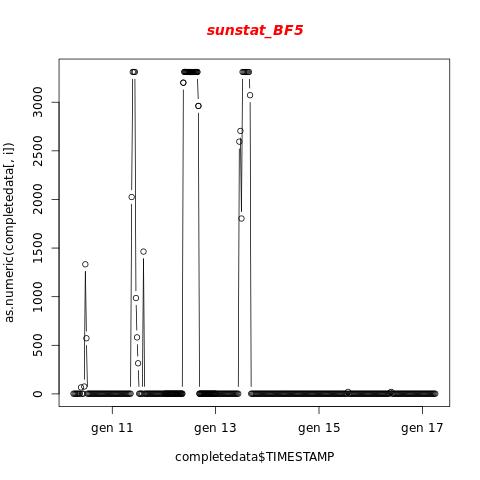 sunstat_BF5
as.numeric(completedata[, i])
3000
2500
2000
1500
1000
500
0
gen 11
gen 13
gen 15
gen 17
completedata$TIMESTAMP